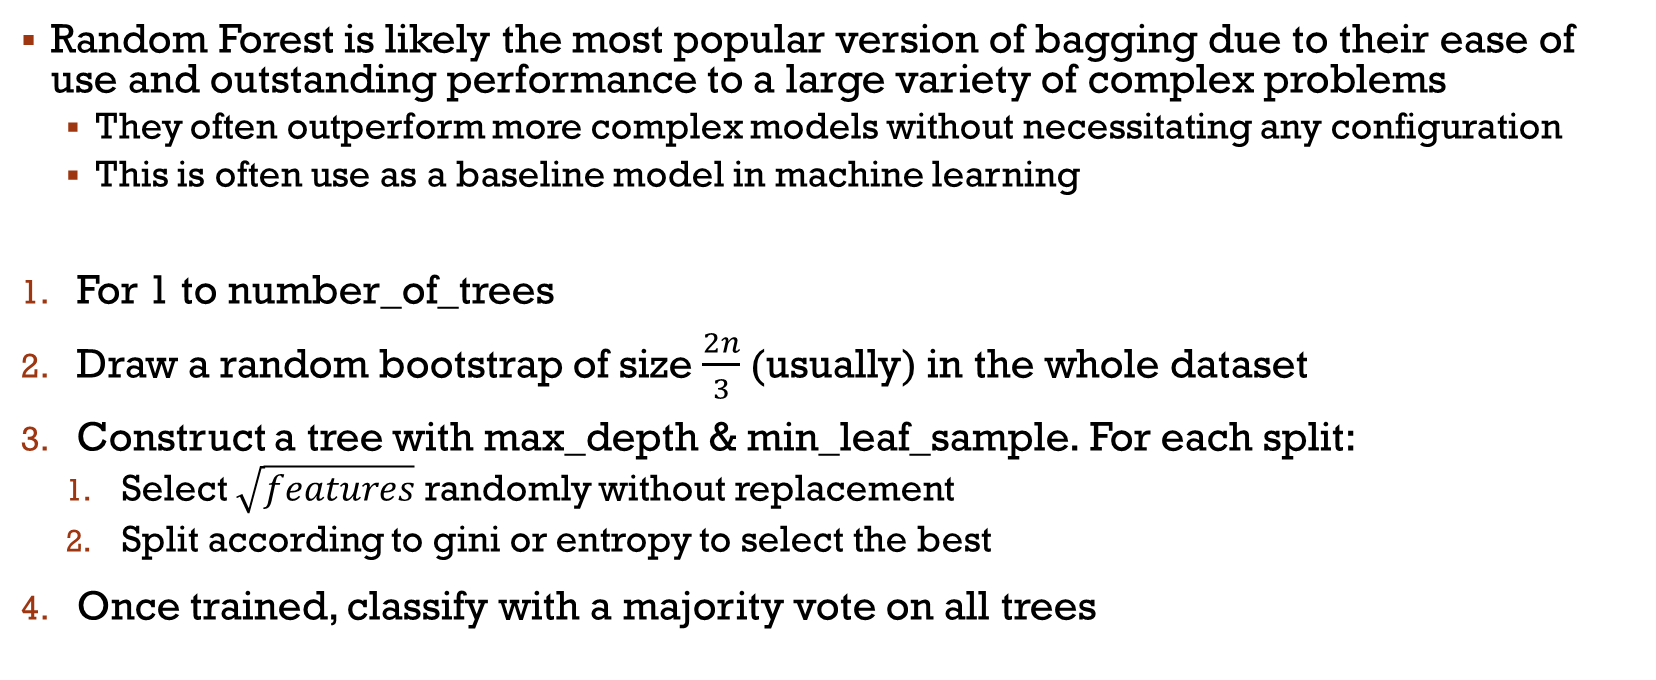 ▪ Random Forest is likely the most popular version of bagging due to their ease of
use and outstanding performance to a large variety of complex problems
▪ They often outperform more complex models without necessitating any configuration
▪ This is often use as a baseline model in machine learning
1. For 1 to number_of_trees
2. Draw a random bootstrap of size 2n/3 (usually) in the whole dataset
3. Construct a tree with max_depth & min_leaf_sample. For each split:
1. Select √features randomly without replacement
2. Split according to gini or entropy to select the best
4. Once trained, classify with a majority vote on all trees